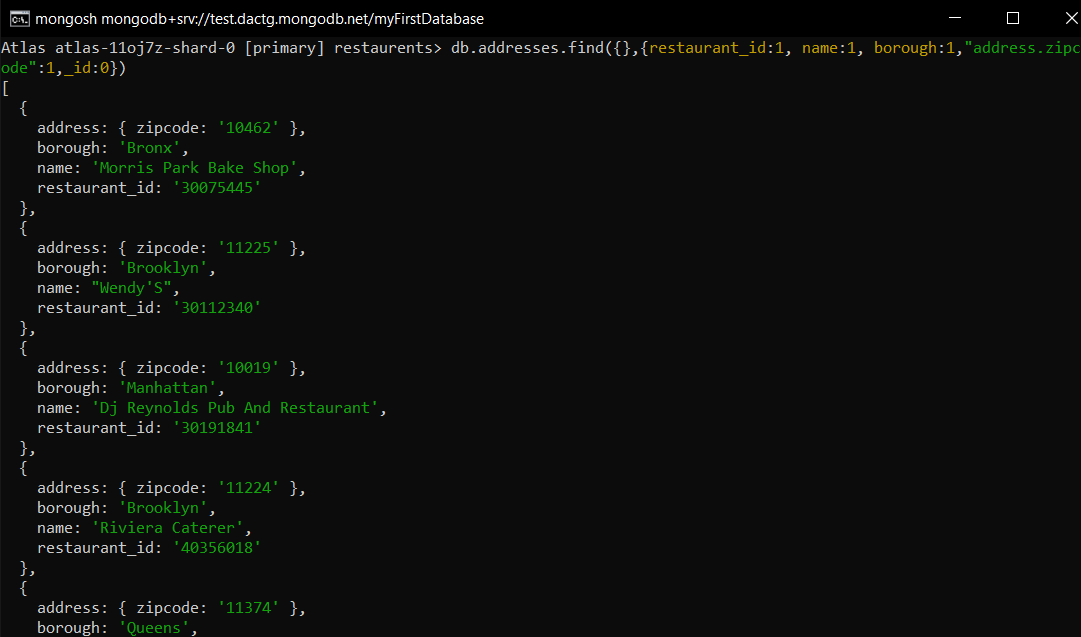 mongosh mongodb+srv://test.dactg.mongodb.net/myFirstDatabase
Atlas atlas-11oj7z-shard-0 [primary] restaurents> db.addresses.find({},{restaurant_id:1, name:1, borough:1,"address.zipc
ode":1,_id:0})
[
  {
    address: { zipcode: '10462' },
    borough: 'Bronx',
    name: 'Morris Park Bake Shop',
    restaurant_id: '30075445'
  },
  {
    address: { zipcode: '11225' },
    borough: 'Brooklyn',
    name: "Wendy'S",
    restaurant_id: '30112340'
  },
  {
    address: { zipcode: '10019' },
    borough: 'Manhattan',
    name: 'Dj Reynolds Pub And Restaurant',
    restaurant_id: '30191841'
  },
  {
    address: { zipcode: '11224' },
    borough: 'Brooklyn',
    name: 'Riviera Caterer',
    restaurant_id: '40356018'
  },
  {
    address: { zipcode: '11374' },
    borough: 'Queens',